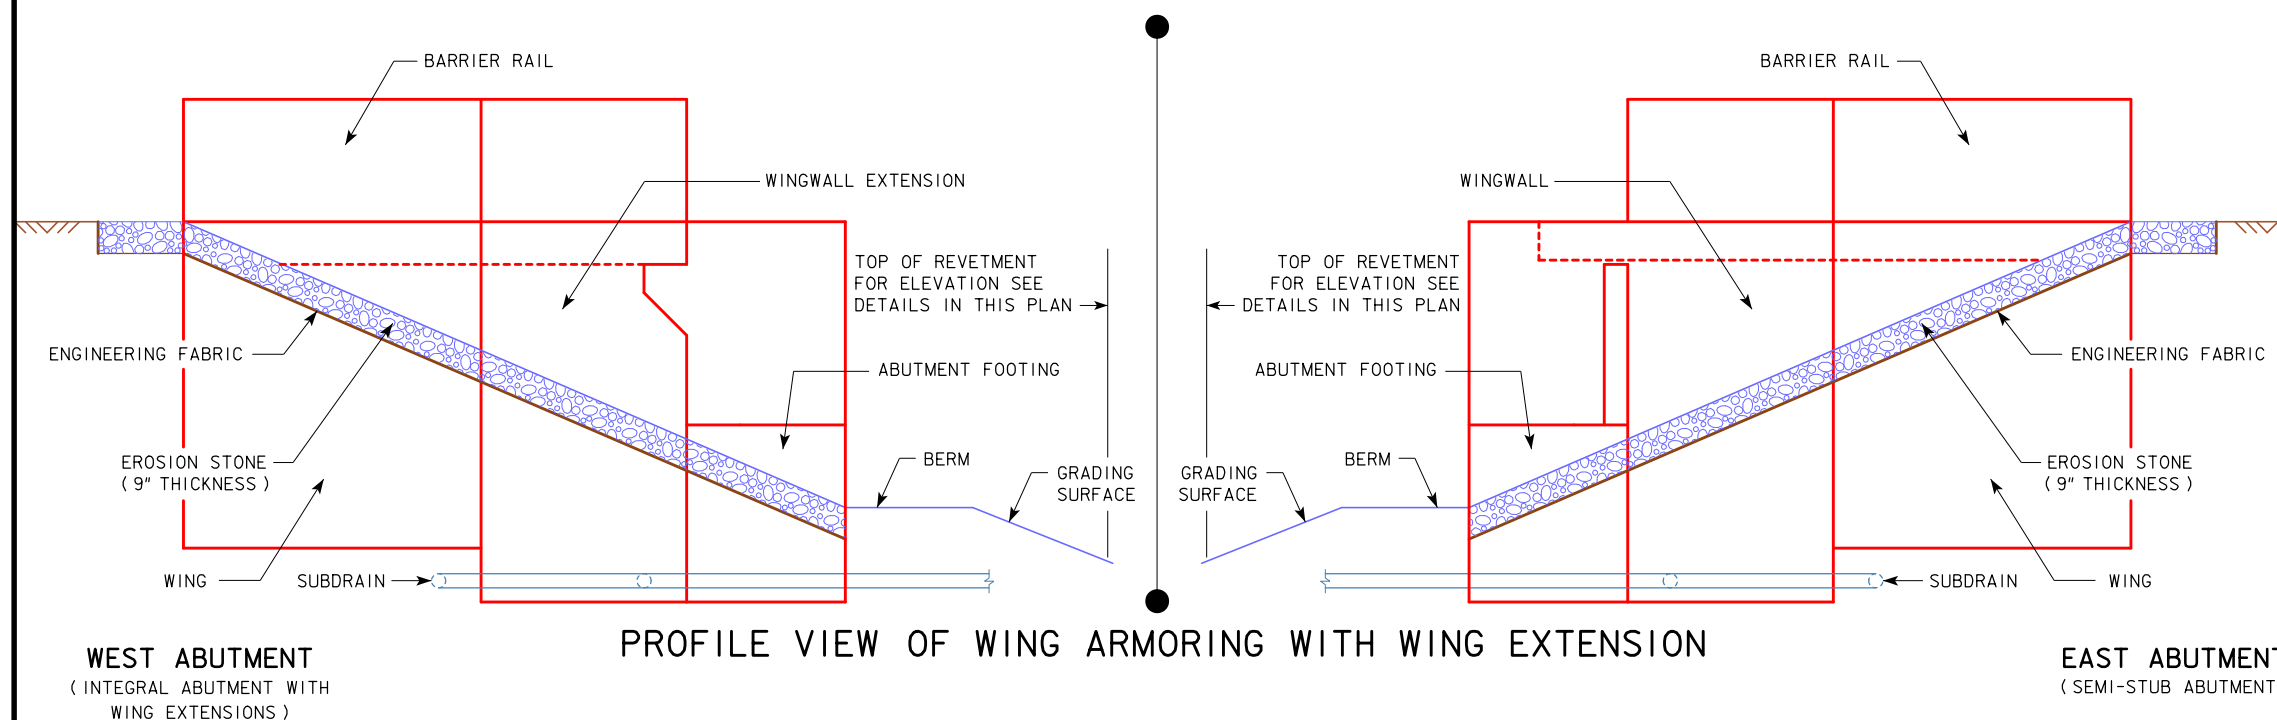 BARRIER RAIL
WINGWALL EXTENSION
TOP OF REVETMENT
FOR ELEVATION SEE
DETAILS IN THIS PLAN
ENGINEERING FABRIC
ABUTMENT FOOTING
EROSION STONE
(9" THICKNESS)
BERM
GRADING
SURFACE
WING
SUBDRAIN
WEST ABUTMENT
(INTEGRAL ABUTMENT WITH
WING EXTENSIONS)
BARRIER RAIL
WINGWALL
TOP OF REVETMENT
FOR ELEVATION SEE
DETAILS IN THIS PLAN
ABUTMENT FOOTING
ENGINEERING FABRIC
BERM
GRADING
SURFACE
EROSION STONE
(9" THICKNESS)
SUBDRAIN
WING
PROFILE VIEW OF WING ARMORING WITH WING EXTENSION
EAST ABUTMENT
(SEMI-STUB ABUTMENT